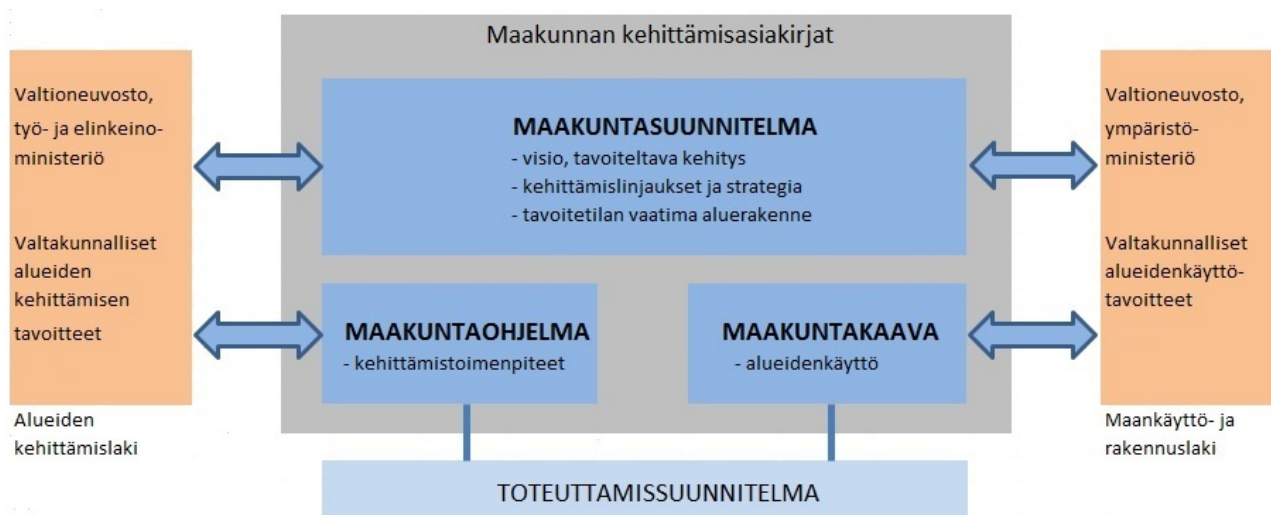 Maakunnan kehittämisasiakirjat
Valtioneuvosto,
työ- ja elinkeino-
ministeriö
Valtakunnalliset
alueiden
kehittämisen
tavoitteet
Alueiden
kehittämislaki
MAAKUNTASUUNNITELMA
- visio, tavoiteltava kehitys
- kehittämislinjaukset ja strategia
- tavoitetilan vaatima aluerakenne
MAAKUNTAOHJELMA
- kehittämistoimenpiteet
MAAKUNTAKAAVA
- alueidenkäyttö
Valtioneuvosto,
ympäristö-
ministeriö
Valtakunnalliset
alueidenkäyttö-
tavoitteet
Maankäyttö- ja
rakennuslaki
TOTEUTTAMISSUUNNITELMA